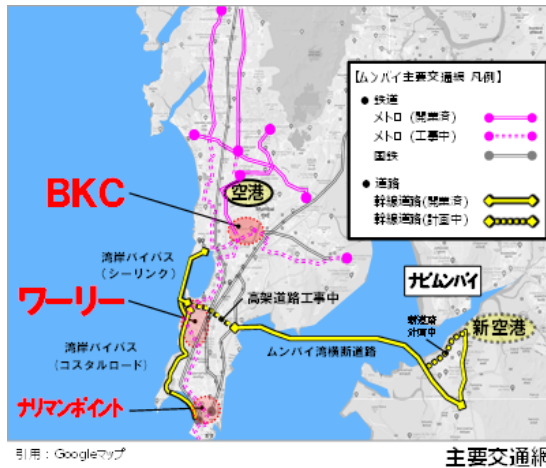 【ムンバイ主要交通網 凡例】
● 鉄道
メトロ (開業済)
メトロ (工事中)
国鉄
● 道路
幹線道路(開業済)
幹線道路(計画中)
空港
BKC
湾岸バイパス
(シーリンク)
高架道路工事中
ナビムンバイ
ワーリー
新道路
計画中
新空港
湾岸バイパス
(コスタルロード)
ムンバイ湾横断道路
ナリマンポイント
引用：Googleマップ
主要交通網